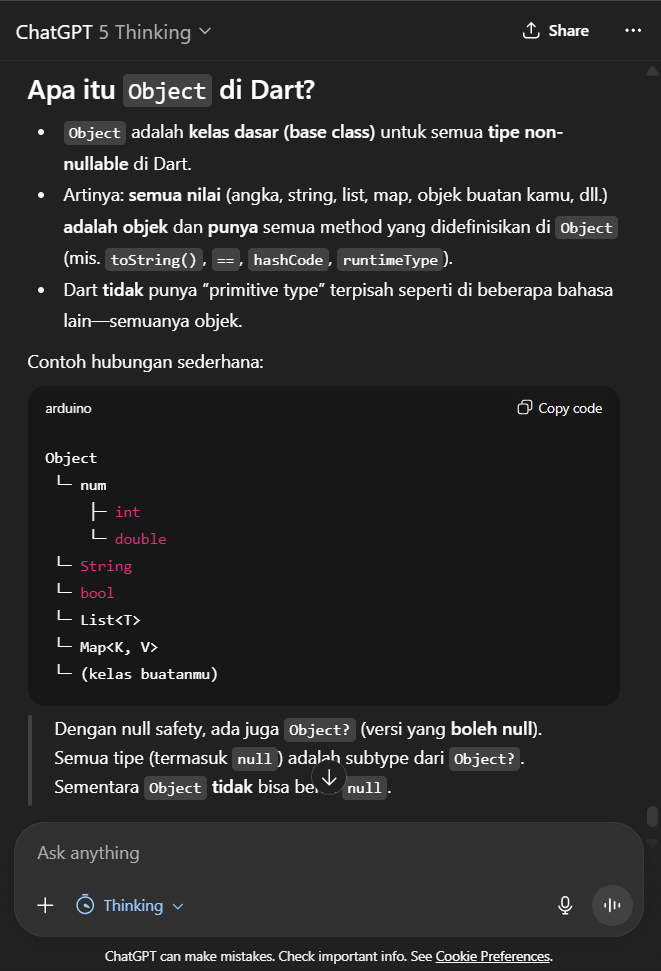 ChatGPT 5 Thinking
Share
Apa itu Object di Dart?
• Object adalah kelas dasar (base class) untuk semua tipe non-
nullable di Dart.
• Artinya: semua nilai (angka, string, list, map, objek buatan kamu, dll.)
adalah objek dan punya semua method yang didefinisikan di Object
(mis. toString(), ==, hashCode, runtimeType).
• Dart tidak punya “primitive type” terpisah seperti di beberapa bahasa
lain—semuanya objek.
Contoh hubungan sederhana:
arduino
Copy code
Object
└─ num
├─ int
└─ double
└─ String
└─ bool
└─ List<T>
└─ Map<K, V>
└─ (kelas buatanmu)
Dengan null safety, ada juga Object? (versi yang boleh null).
Semua tipe (termasuk null) adalah subtype dari Object?.
Sementara Object tidak bisa null.
Ask anything
Thinking
ChatGPT can make mistakes. Check important info. See Cookie Preferences.